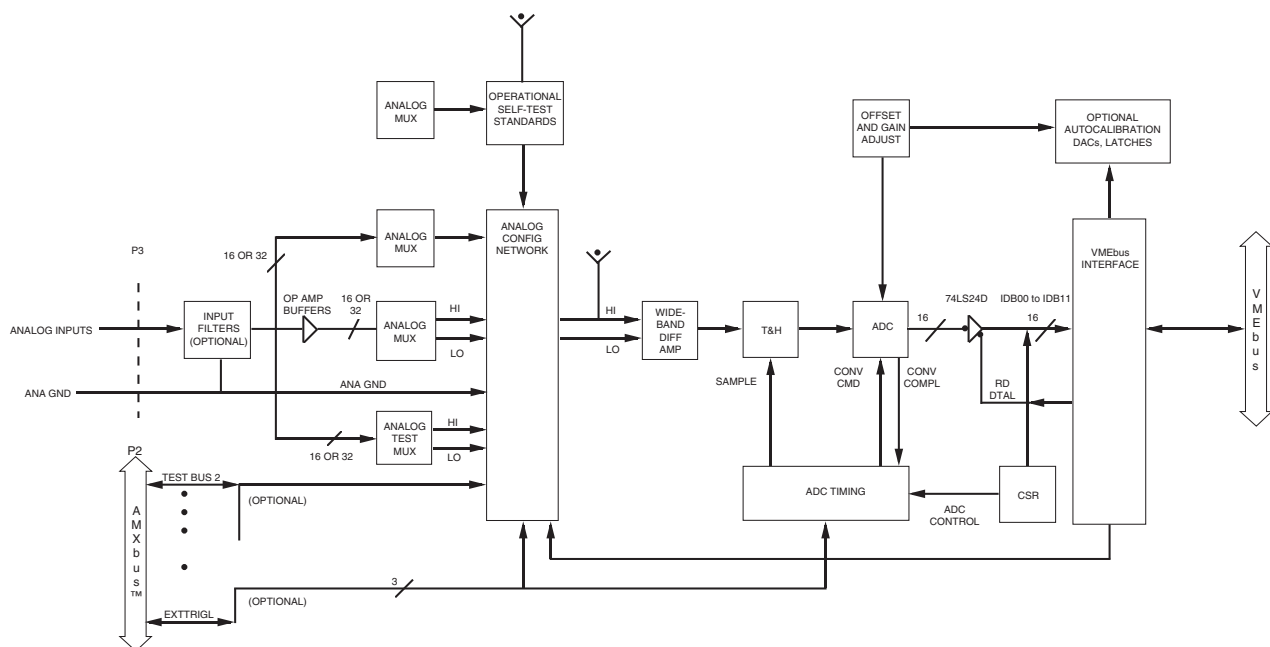 ANALOG
MUX
OPERATIONAL
SELF-TEST
STANDARDS
OFFSET
AND GAIN
ADJUST
OPTIONAL
AUTOCALIBRATION
DACs, LATCHES
P3
16 OR 32
ANALOG
MUX
ANALOG
CONFIG
NETWORK
VMEbus
INTERFACE
ANALOG INPUTS
INPUT
FILTERS
(OPTIONAL)
OP AMP
BUFFERS
16 OR
32
ANALOG
MUX
HI
LO
HI
LO
WIDE-
BAND
DIFF
AMP
T&H
ADC
16
74LS24D
IDB00 to IDB11
16
VMEbus
SAMPLE
CONV
CMD
CONV
COMPL
RD
DTAL
ANA GND
ANA GND
16 OR 32
ANALOG
TEST
MUX
HI
LO
P2
AMXbus™
TEST BUS 2
(OPTIONAL)
ADC TIMING
ADC
CONTROL
CSR
3
(OPTIONAL)
EXTTRIGL